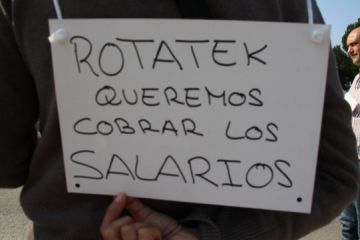 ROTATEK
QUEREMOS
COBRAR LOS
SALARIOS